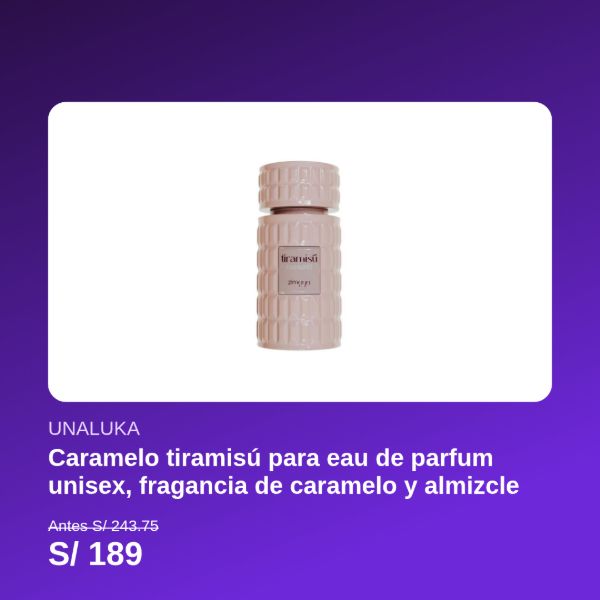 tiramisú
UNALUKA
Caramelo tiramisú para eau de parfum
unisex, fragancia de caramelo y almizcle
Antes S/ 243.75
S/ 189